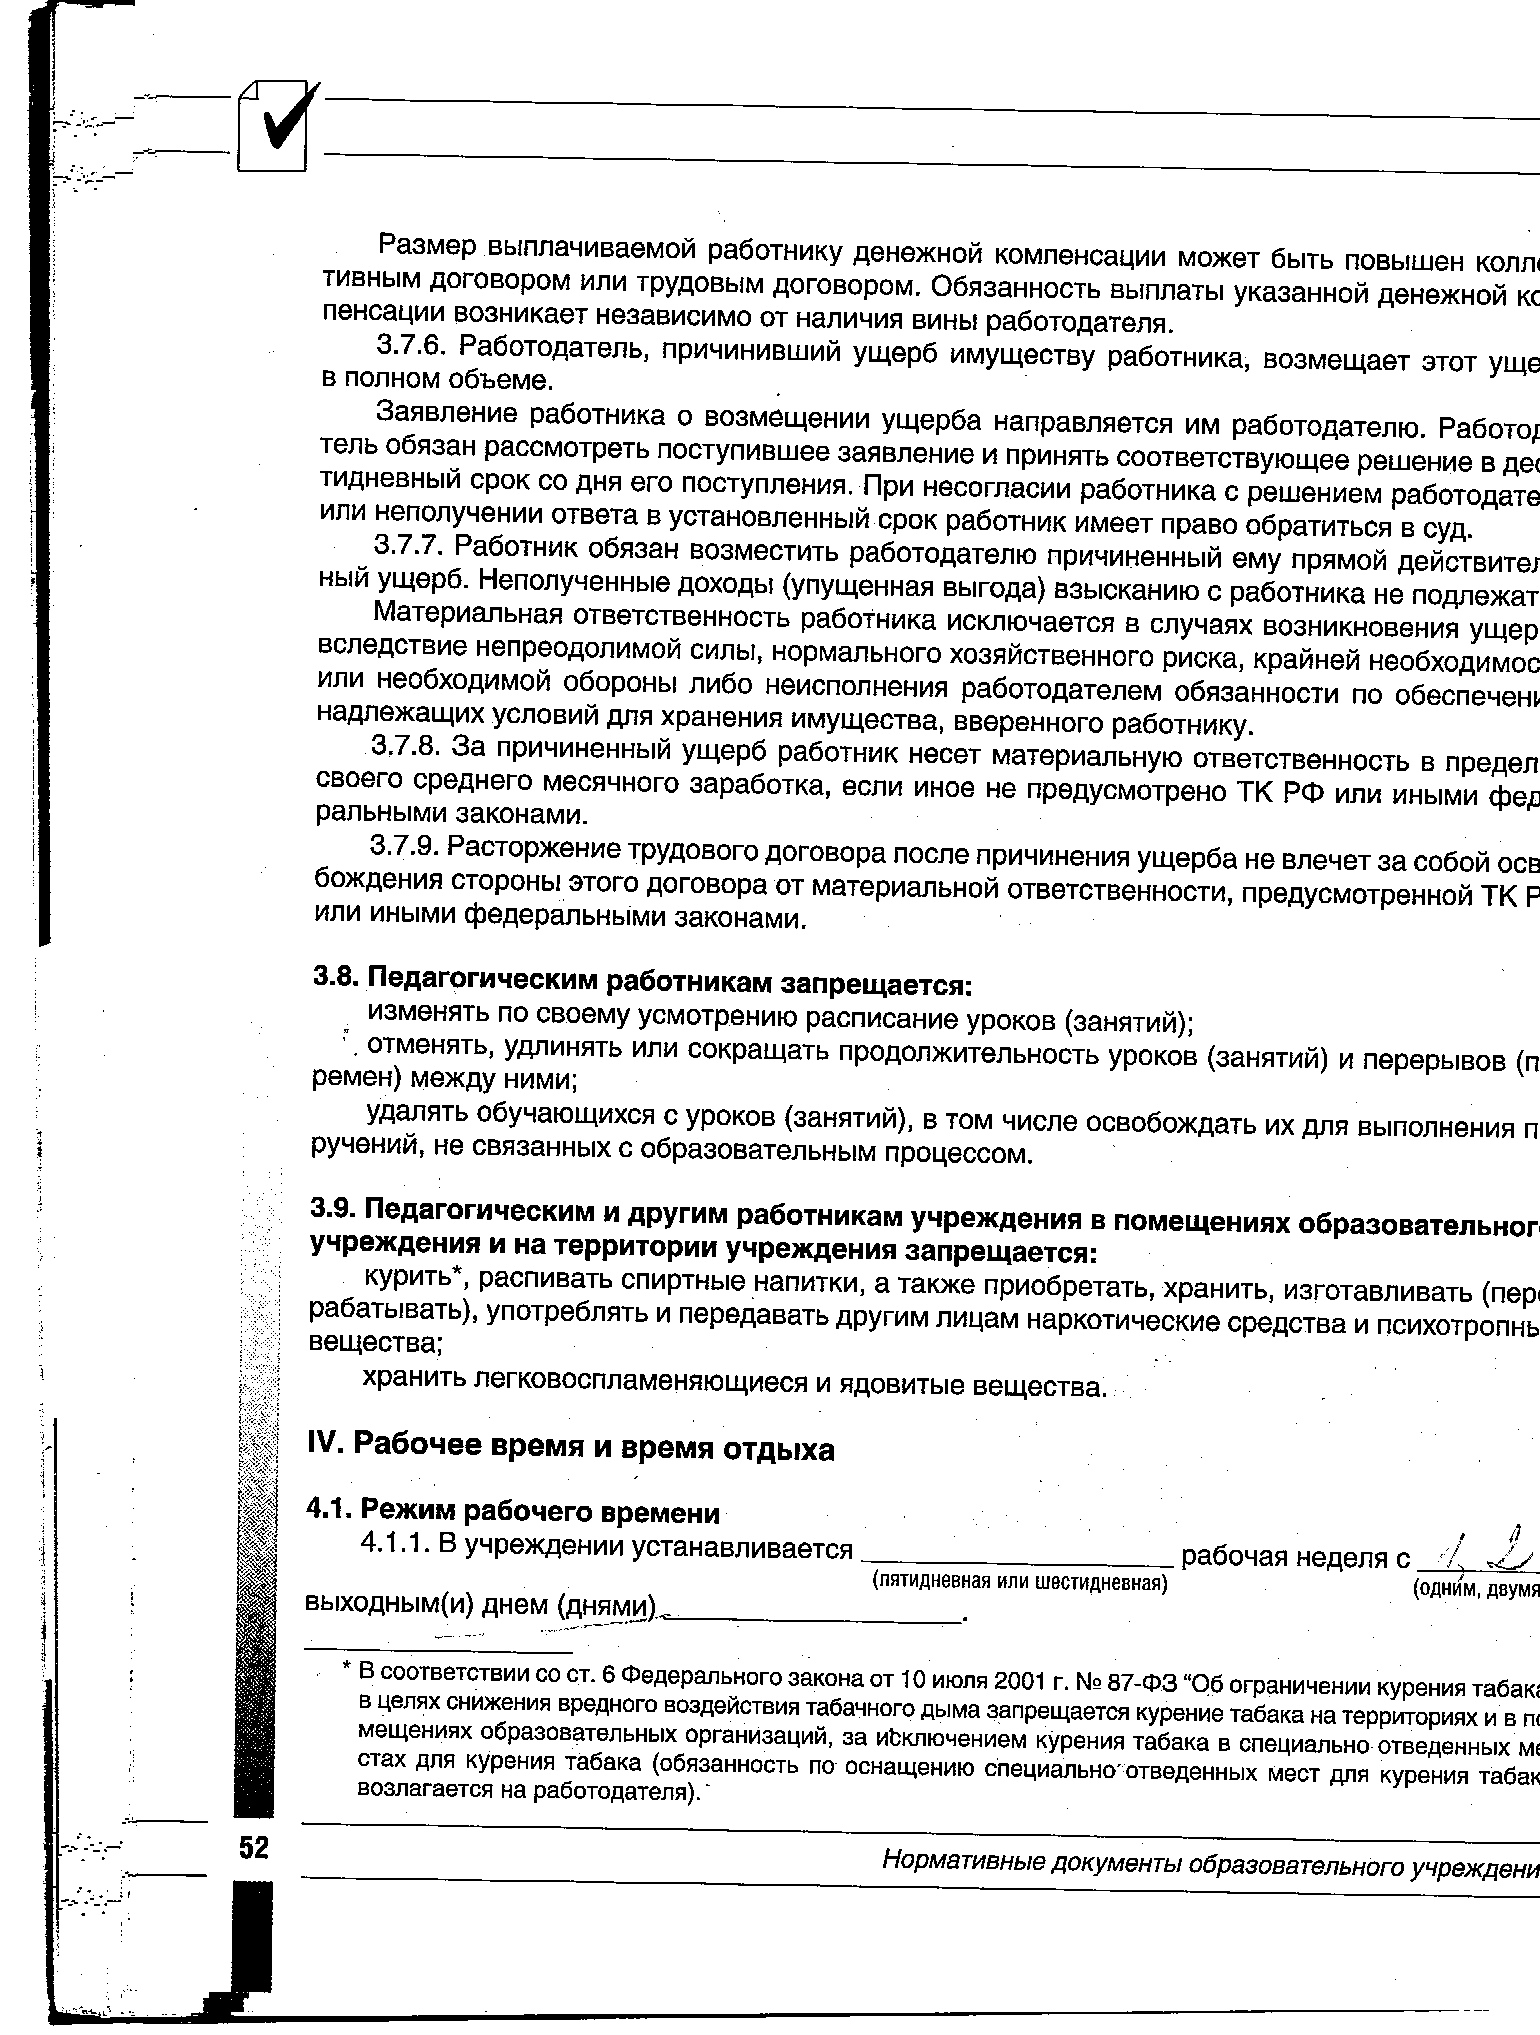 Размер выплачиваемой работнику денежной компенсации может быть повышен колле
тивным договором или трудовым договором. Обязанность выплаты указанной денежной ко
пенсации возникает независимо от наличия вины работодателя.
3.7.6. Работодатель, причинивший ущерб имуществу работника, возмещает этот уще
в полном объеме.
Заявление работника о возмещении ущерба направляется им работодателю. Работод
тель обязан рассмотреть поступившее заявление и принять соответствующее решение в дес
тидневный срок со дня его поступления. При несогласии работника с решением работодате
или неполучении ответа в установленный срок работник имеет право обратиться в суд.
3.7.7. Работник обязан возместить работодателю причиненный ему прямой действител
ный ущерб. Неполученные доходы (упущенная выгода) взысканию с работника не подлежат
Материальная ответственность работника исключается в случаях возникновения ущер
вследствие непреодолимой силы, нормального хозяйственного риска, крайней необходимос
или необходимой обороны либо неисполнения работодателем обязанности по обеспечени
надлежащих условий для хранения имущества, вверенного работнику.
3.7.8. За причиненный ущерб работник несет материальную ответственность в предел
своего среднего месячного заработка, если иное не предусмотрено ТК РФ или иными фед
ральными законами.
3.7.9. Расторжение трудового договора после причинения ущерба не влечет за собой осв
бождения стороны этого договора от материальной ответственности, предусмотренной ТК Р
или иными федеральными законами.
3.8. Педагогическим работникам запрещается:
изменять по своему усмотрению расписание уроков (занятий);
отменять, удлинять или сокращать продолжительность уроков (занятий) и перерывов (п
ремен) между ними;
удалять обучающихся с уроков (занятий), в том числе освобождать их для выполнения п
ручений, не связанных с образовательным процессом.
3.9. Педагогическим и другим работникам учреждения в помещениях образовательног
учреждения и на территории учреждения запрещается:
курить*, распивать спиртные напитки, а также приобретать, хранить, изготавливать (пере
рабатывать), употреблять и передавать другим лицам наркотические средства и психотропны
вещества;
хранить легковоспламеняющиеся и ядовитые вещества.
IV. Рабочее время и время отдыха
4.1. Режим рабочего времени
4.1.1. В учреждении устанавливается ____ рабочая неделя с 1, 2
(пятидневная или шестидневная) (одним, двумя
выходным(и) днем (днями) ____.
* В соответствии со ст. 6 Федерального закона от 10 июля 2001 г. № 87-ФЗ "Об ограничении курения табака
в целях снижения вредного воздействия табачного дыма запрещается курение табака на территориях и в по
мещениях образовательных организаций, за исключением курения табака в специально отведенных ме
стах для курения табака (обязанность по оснащению специально отведенных мест для курения табак
возлагается на работодателя).
52
Нормативные документы образовательного учреждени